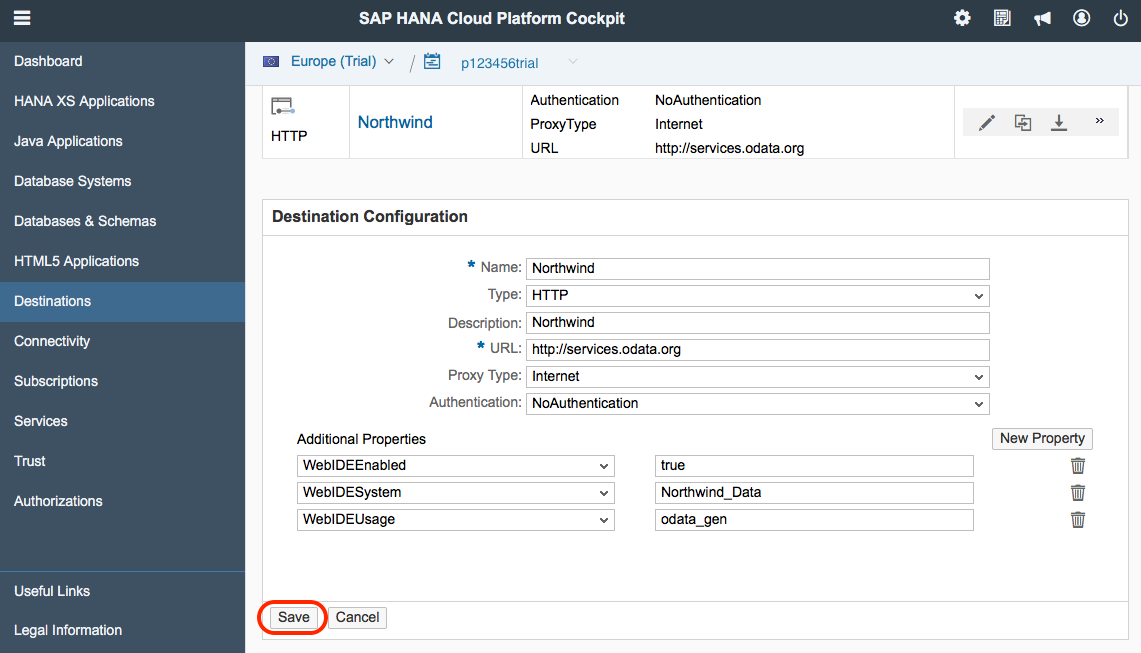 SAP HANA Cloud Platform Cockpit
Dashboard
HANA XS Applications
Java Applications
Database Systems
Databases & Schemas
HTML5 Applications
Destinations
Connectivity
Subscriptions
Services
Trust
Authorizations
Useful Links
Legal Information
Europe (Trial) / p123456trial
HTTP
Northwind
Authentication NoAuthentication
ProxyType Internet
URL http://services.odata.org
»
Destination Configuration
* Name: Northwind
Type: HTTP
Description: Northwind
* URL: http://services.odata.org
Proxy Type: Internet
Authentication: NoAuthentication
Additional Properties
New Property
WebIDEEnabled true
WebIDESystem Northwind_Data
WebIDEUsage odata_gen
Save Cancel